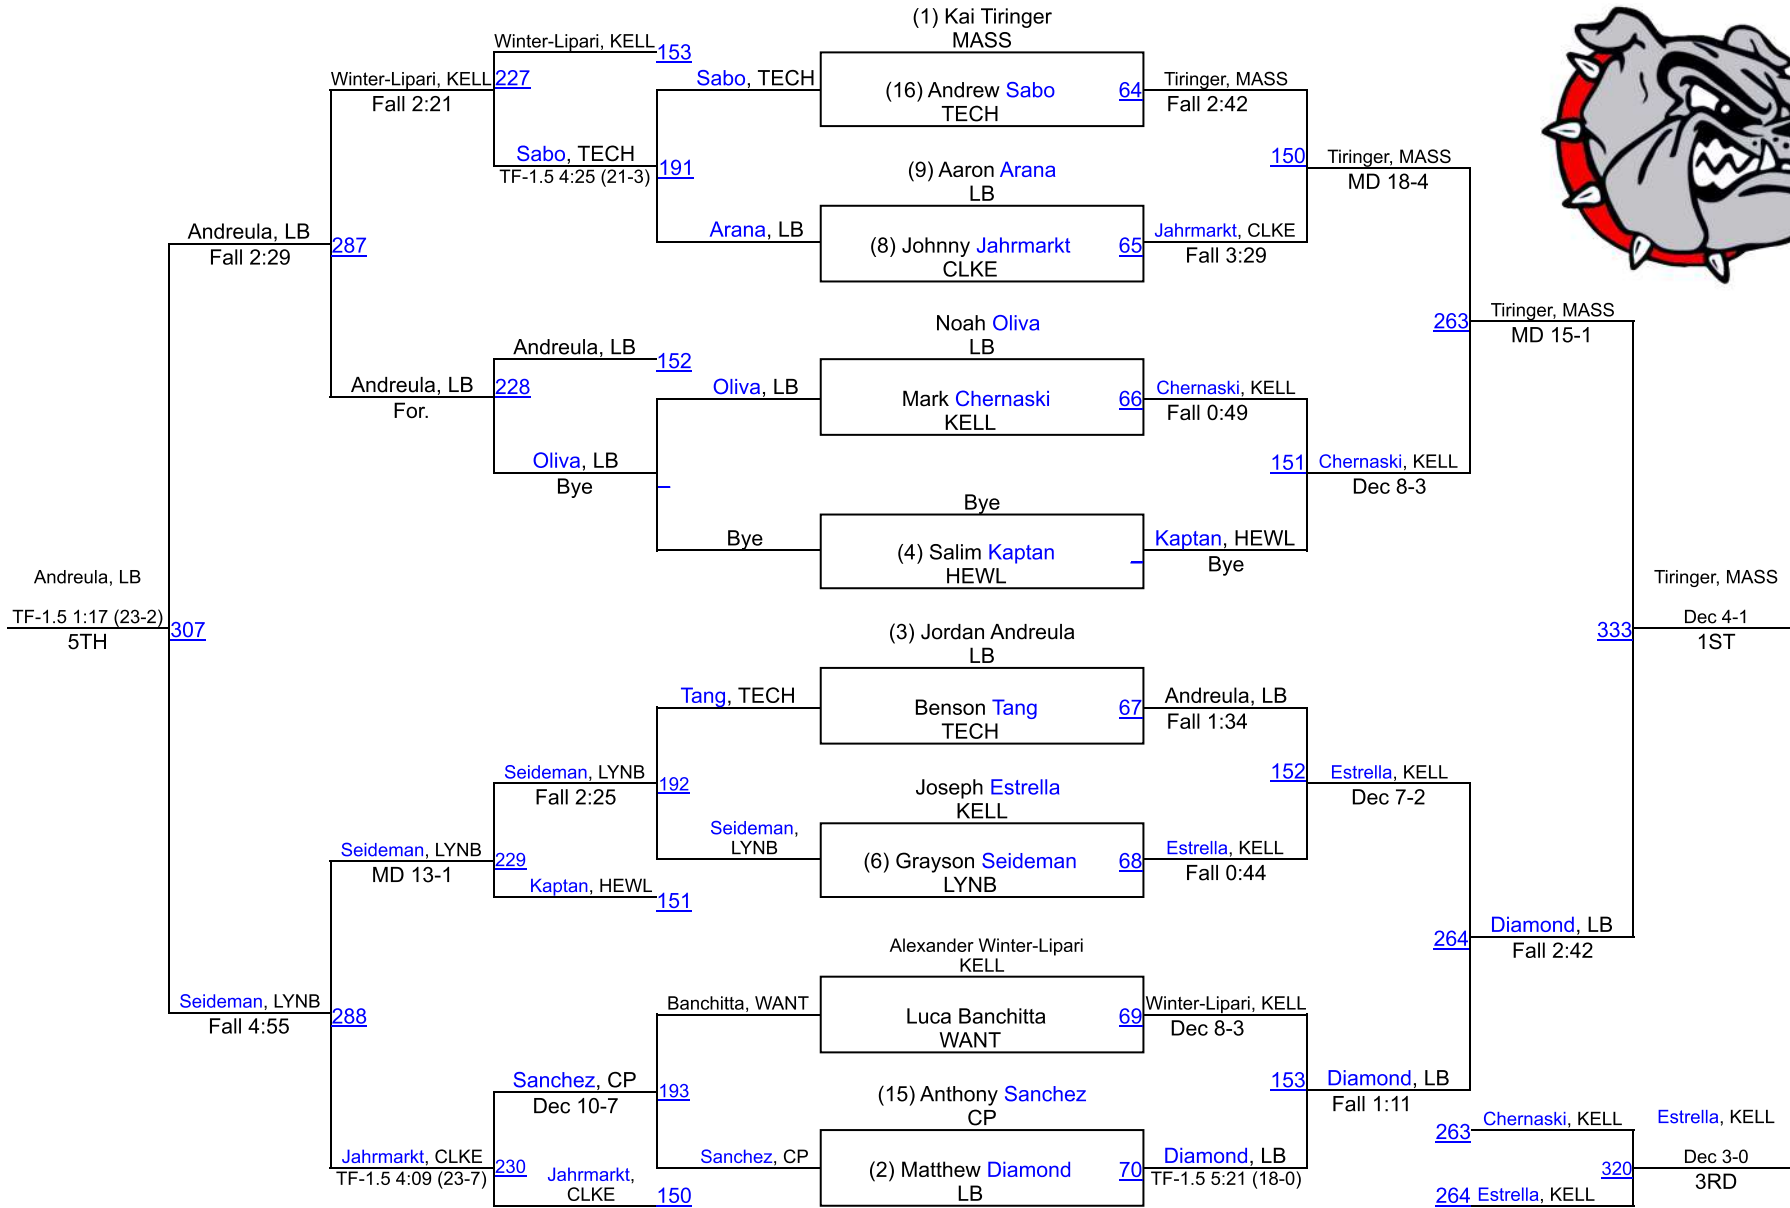 (1) Kai Tiringer
MASS
(16) Andrew Sabo
TECH
64
(9) Aaron Arana
LB
(8) Johnny Jahrmarkt
CLKE
65
Noah Oliva
LB
Mark Chernaski
KELL
66
Bye
(4) Salim Kaptan
HEWL
(3) Jordan Andreula
LB
Benson Tang
TECH
67
Joseph Estrella
KELL
(6) Grayson Seideman
LYNB
68
Alexander Winter-Lipari
KELL
Luca Banchitta
WANT
69
(15) Anthony Sanchez
CP
(2) Matthew Diamond
LB
70
Tiringer, MASS
Fall 2:42
Jahrmarkt, CLKE
Fall 3:29
Chernaski, KELL
Fall 0:49
Kaptan, HEWL
Bye
Andreula, LB
Fall 1:34
Estrella, KELL
Fall 0:44
Winter-Lipari, KELL
Dec 8-3
Diamond, LB
TF-1.5 5:21 (18-0)
150
Tiringer, MASS
MD 18-4
151
Chernaski, KELL
Dec 8-3
152
Estrella, KELL
Dec 7-2
153
Diamond, LB
Fall 1:11
263
Tiringer, MASS
MD 15-1
264
Diamond, LB
Fall 2:42
333
Tiringer, MASS
Dec 4-1
1ST
263
Chernaski, KELL
264
Estrella, KELL
320
Estrella, KELL
Dec 3-0
3RD
Sabo, TECH
Arana, LB
Oliva, LB
Bye
Tang, TECH
Seideman,
LYNB
Banchitta, WANT
Sanchez, CP
Winter-Lipari, KELL
153
191
Sabo, TECH
TF-1.5 4:25 (21-3)
Andreula, LB
152
Oliva, LB
Bye
192
Seideman, LYNB
Fall 2:25
Kaptan, HEWL
151
193
Sanchez, CP
Dec 10-7
Jahrmarkt,
CLKE
150
227
Winter-Lipari, KELL
Fall 2:21
228
Andreula, LB
For.
229
Seideman, LYNB
MD 13-1
230
Jahrmarkt, CLKE
TF-1.5 4:09 (23-7)
287
Andreula, LB
Fall 2:29
288
Seideman, LYNB
Fall 4:55
307
Andreula, LB
TF-1.5 1:17 (23-2)
5TH